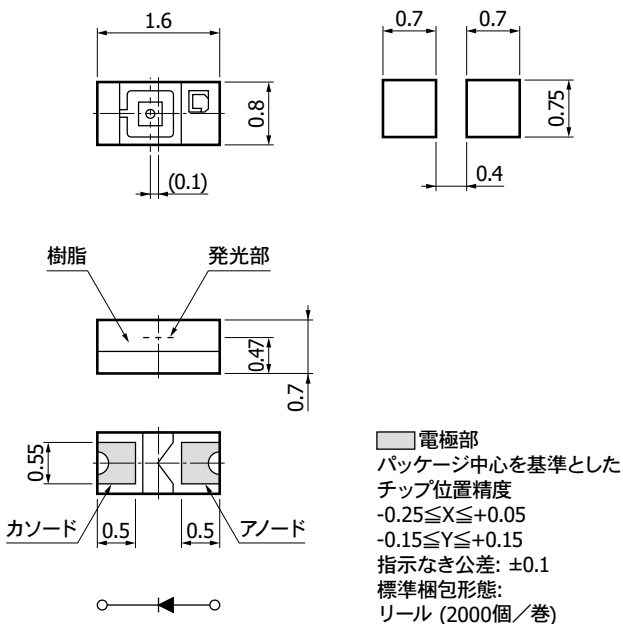 1.6
0.8
(0.1)
0.7
0.7
0.75
0.4
樹脂
発光部
0.47
0.7
0.55
カソード
0.5
0.5
アノード
電極部
パッケージ中心を基準とした
チップ位置精度
-0.25≦X≦+0.05
-0.15≦Y≦+0.15
指示なき公差: ±0.1
標準梱包形態:
リール (2000個／巻)